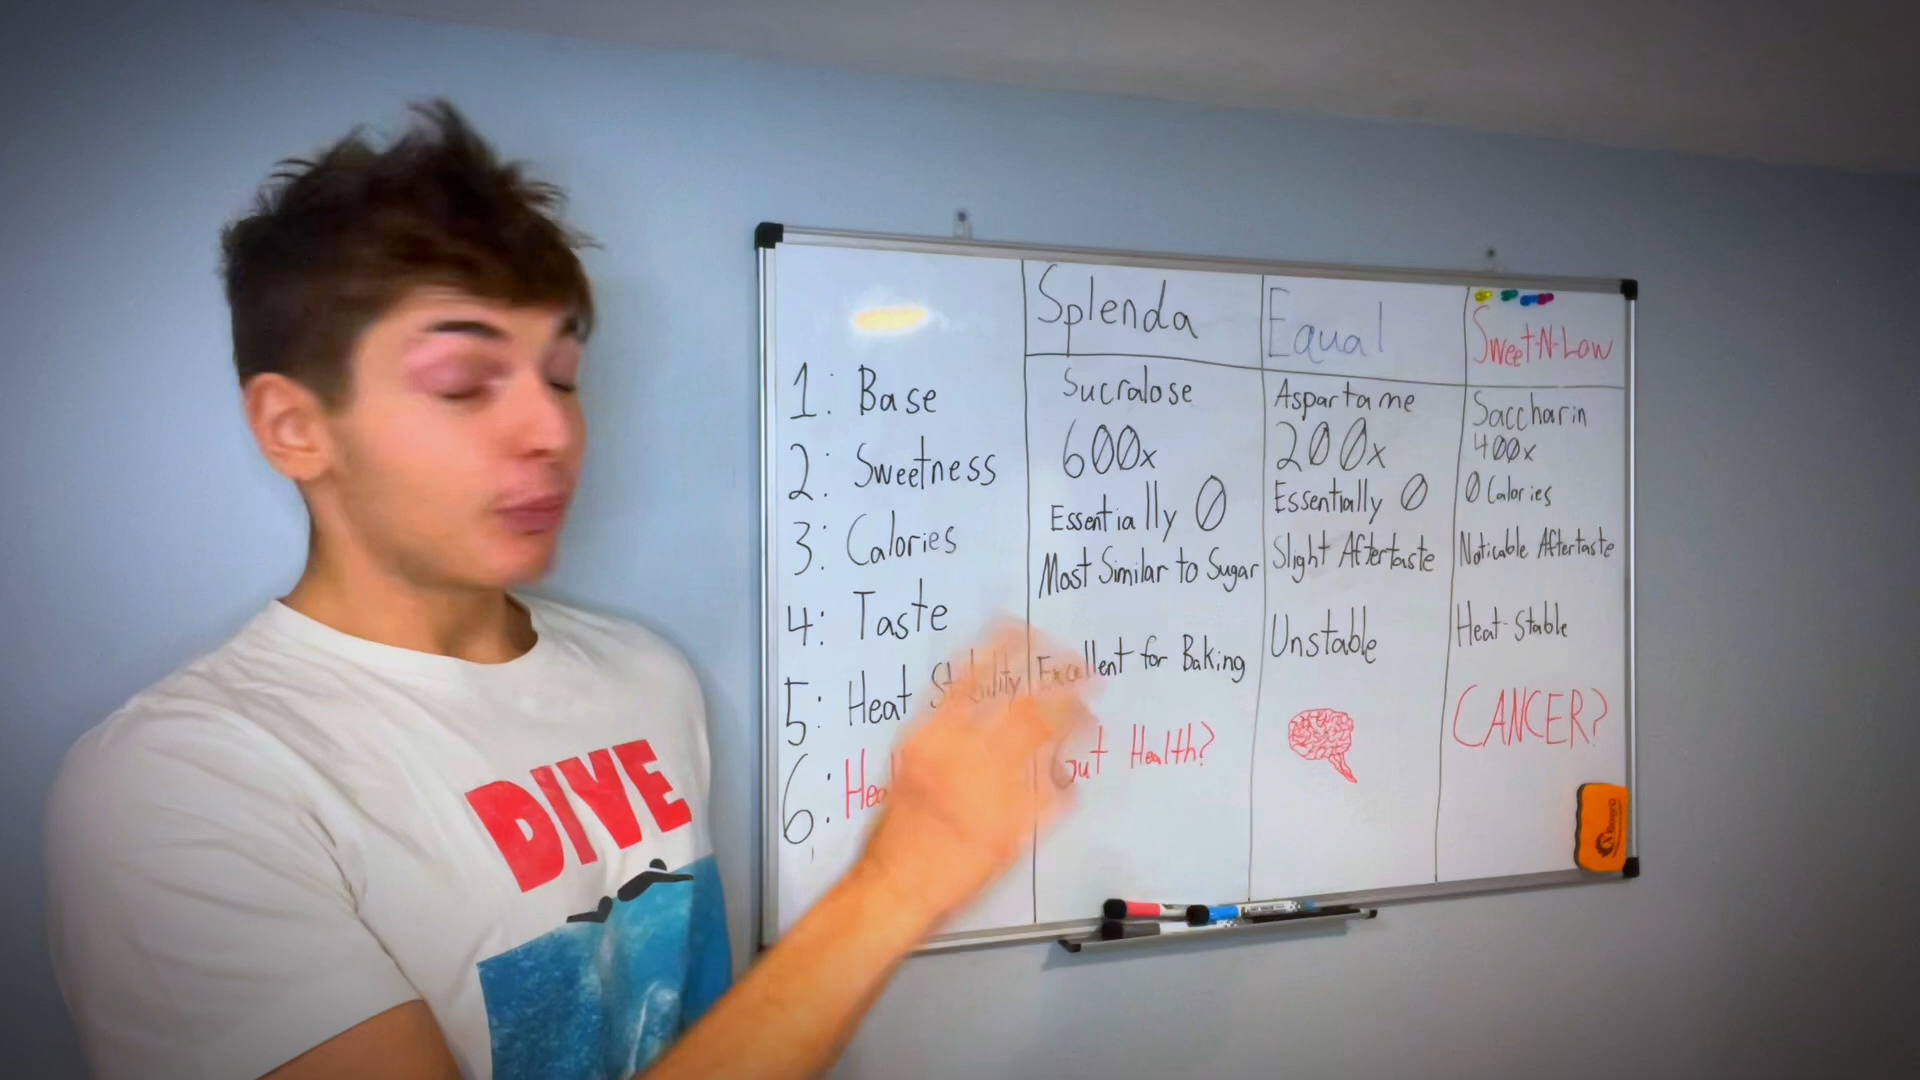 Splenda Equal Sweet-N-Low
1: Base Sucralose Aspartame Saccharin
2: Sweetness 600x 200x 400x
3: Calories Essentially 0 Essentially 0 0 Calories
4: Taste Most Similar to Sugar Slight Aftertaste Noticable Aftertaste
5: Heat Stability Excellent for Baking Unstable Heat-Stable
6: Gut Health? CANCER?
DIVE